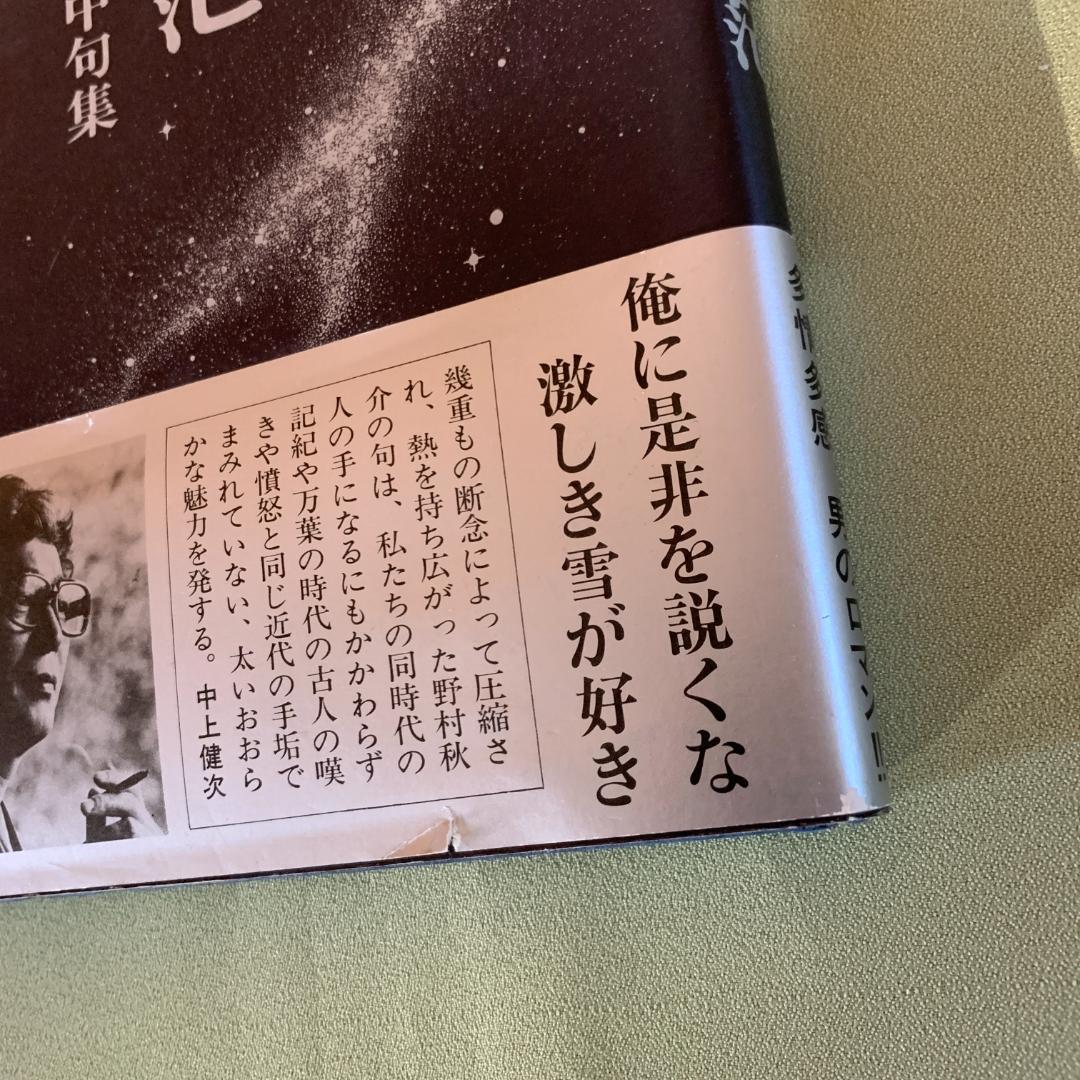 中句集
俺に是非を説くな
激しき雪が好き
幾重もの断念によって圧縮さ
れ、熱を持ち広がった野村秋
介の句は、私たちの同時代の
人の手になるにもかかわらず
記紀や万葉の時代の古人の嘆
きや憤怒と同じ近代の手垢で
まみれていない、太いおおら
かな魅力を発する。 中上健次
多情多感 男のロマン!!